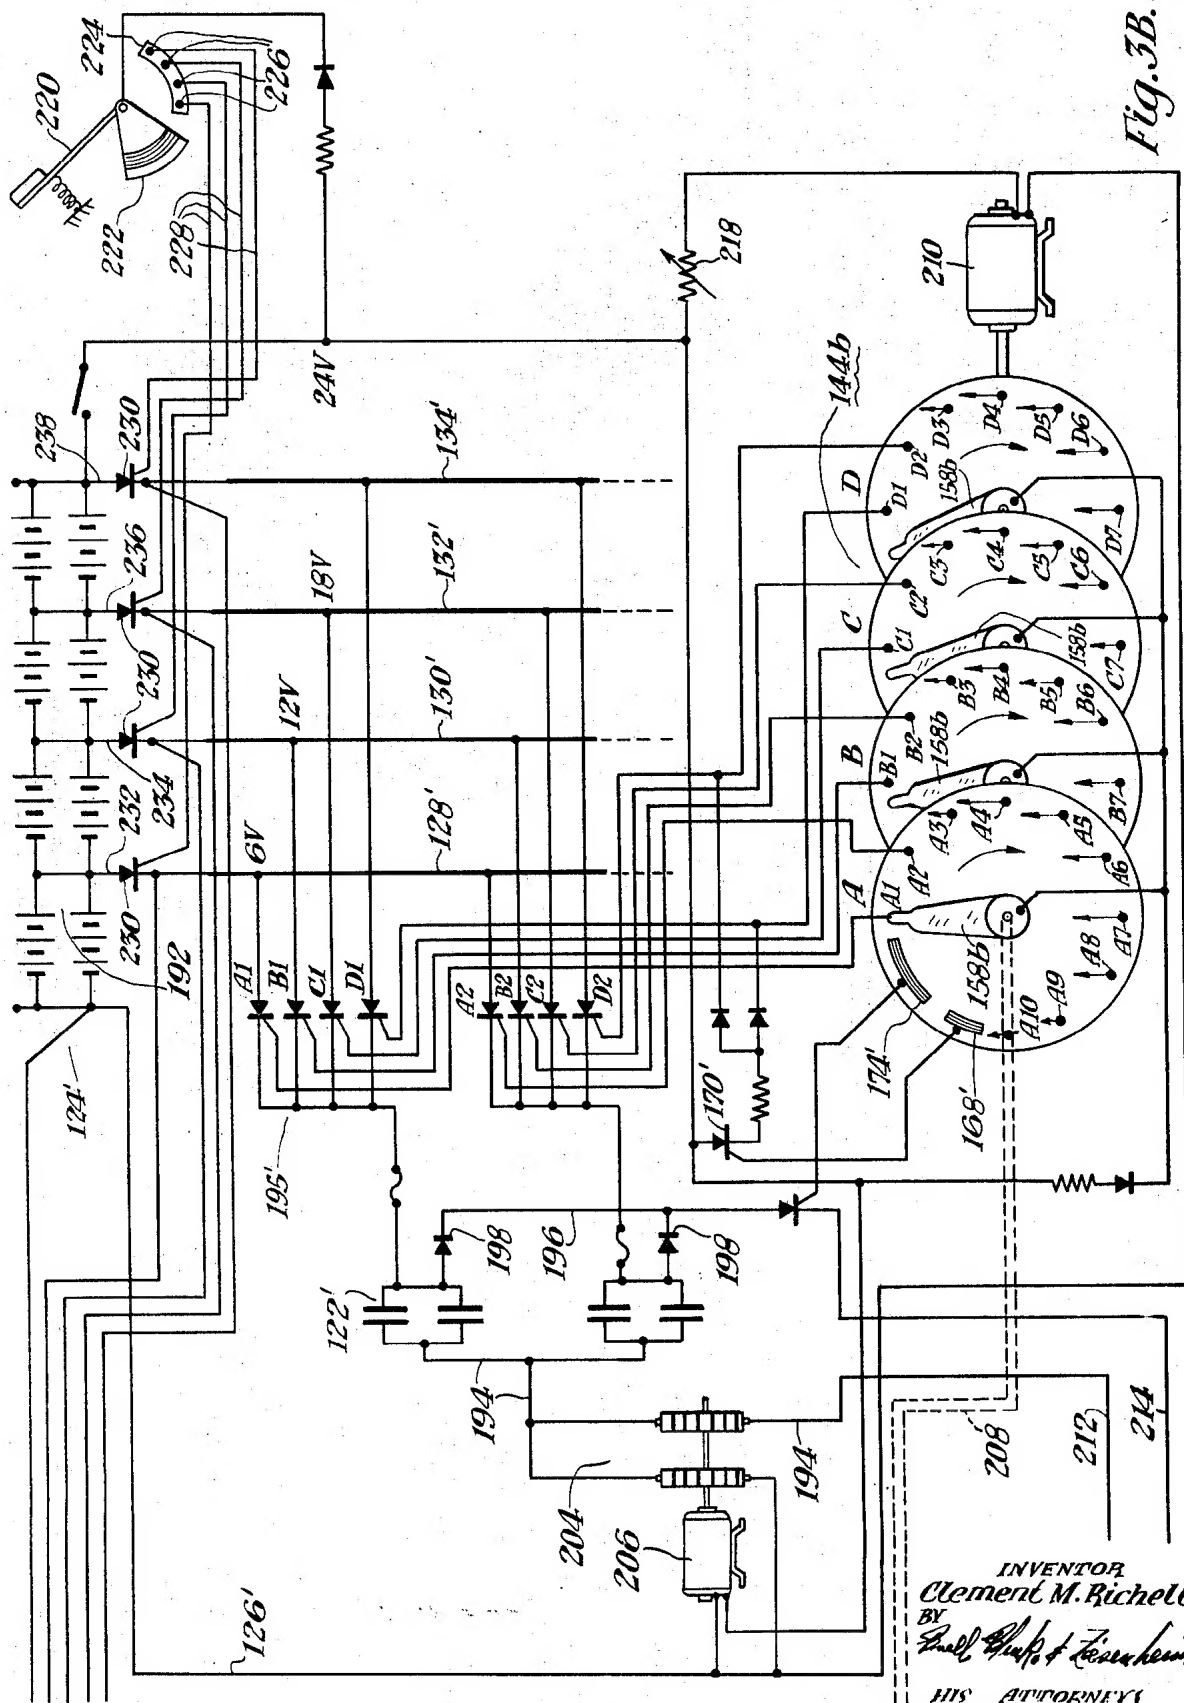 Fig.3B.
220
224
222
226
228
238
230
236
230
230
234
232
230
192
124'
24V
134'
18V
132'
12V
130'
6V
128'
218
210
144b
A1
B1
C1
D1
A2
B2
C2
D2
195'
170'
198
196
198
122'
194
204
206
194
126'
208
212
214
174'
168'
A
B
C
D
A1
A2
A3
A4
A5
A6
A7
A8
A9
A10
158b
B1
B2
B3
B4
B5
B6
B7
158b
C1
C2
C3
C4
C5
C6
C7
158b
D1
D2
D3
D4
D5
D6
D7
158b
INVENTOR
Clement M. Richell
BY
HIS ATTORNEYS